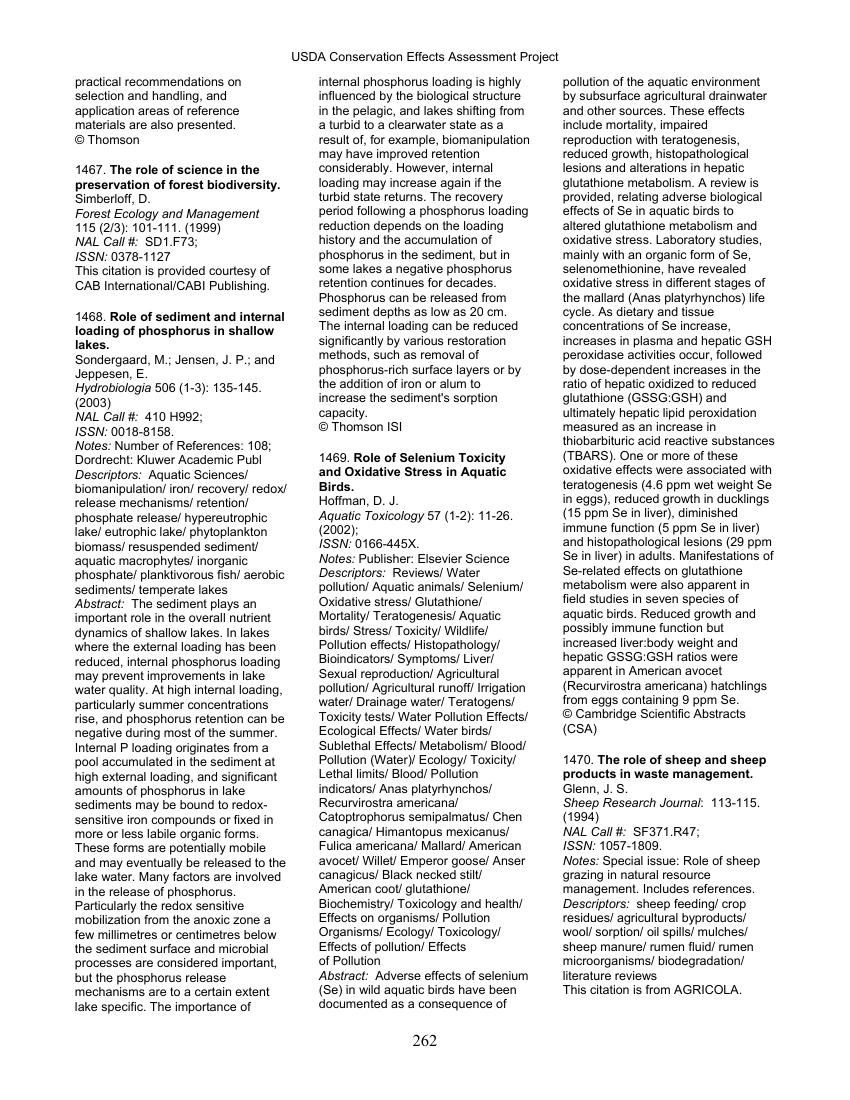 USDA Conservation Effects Assessment Project
practical recommendations on
selection and handling, and
application areas of reference
materials are also presented.
© Thomson
1467. The role of science in the
preservation of forest biodiversity.
Simberloff, D.
Forest Ecology and Management
115 (2/3): 101-111. (1999)
NAL Call #: SD1.F73;
ISSN: 0378-1127
This citation is provided courtesy of
CAB International/CABI Publishing.
1468. Role of sediment and internal
loading of phosphorus in shallow
lakes.
Sondergaard, M.; Jensen, J. P.; and
Jeppesen, E.
Hydrobiologia 506 (1-3): 135-145.
(2003)
NAL Call #: 410 H992;
ISSN: 0018-8158.
Notes: Number of References: 108;
Dordrecht: Kluwer Academic Publ
Descriptors: Aquatic Sciences/
biomanipulation/ iron/ recovery/ redox/
release mechanisms/ retention/
phosphate release/ hypereutrophic
lake/ eutrophic lake/ phytoplankton
biomass/ resuspended sediment/
aquatic macrophytes/ inorganic
phosphate/ planktivorous fish/ aerobic
sediments/ temperate lakes
Abstract: The sediment plays an
important role in the overall nutrient
dynamics of shallow lakes. In lakes
where the external loading has been
reduced, internal phosphorus loading
may prevent improvements in lake
water quality. At high internal loading,
particularly summer concentrations
rise, and phosphorus retention can be
negative during most of the summer.
Internal P loading originates from a
pool accumulated in the sediment at
high external loading, and significant
amounts of phosphorus in lake
sediments may be bound to redox-
sensitive iron compounds or fixed in
more or less labile organic forms.
These forms are potentially mobile
and may eventually be released to the
lake water. Many factors are involved
in the release of phosphorus.
Particularly the redox sensitive
mobilization from the anoxic zone a
few millimetres or centimetres below
the sediment surface and microbial
processes are considered important,
but the phosphorus release
mechanisms are to a certain extent
lake specific. The importance of
internal phosphorus loading is highly
influenced by the biological structure
in the pelagic, and lakes shifting from
a turbid to a clearwater state as a
result of, for example, biomanipulation
may have improved retention
considerably. However, internal
loading may increase again if the
turbid state returns. The recovery
period following a phosphorus loading
reduction depends on the loading
history and the accumulation of
phosphorus in the sediment, but in
some lakes a negative phosphorus
retention continues for decades.
Phosphorus can be released from
sediment depths as low as 20 cm.
The internal loading can be reduced
significantly by various restoration
methods, such as removal of
phosphorus-rich surface layers or by
the addition of iron or alum to
increase the sediment's sorption
capacity.
© Thomson ISI
1469. Role of Selenium Toxicity
and Oxidative Stress in Aquatic
Birds.
Hoffman, D. J.
Aquatic Toxicology 57 (1-2): 11-26.
(2002);
ISSN: 0166-445X.
Notes: Publisher: Elsevier Science
Descriptors: Reviews/ Water
pollution/ Aquatic animals/ Selenium/
Oxidative stress/ Glutathione/
Mortality/ Teratogenesis/ Aquatic
birds/ Stress/ Toxicity/ Wildlife/
Pollution effects/ Histopathology/
Bioindicators/ Symptoms/ Liver/
Sexual reproduction/ Agricultural
pollution/ Agricultural runoff/ Irrigation
water/ Drainage water/ Teratogens/
Toxicity tests/ Water Pollution Effects/
Ecological Effects/ Water birds/
Sublethal Effects/ Metabolism/ Blood/
Pollution (Water)/ Ecology/ Toxicity/
Lethal limits/ Blood/ Pollution
indicators/ Anas platyrhynchos/
Recurvirostra americana/
Catoptrophorus semipalmatus/ Chen
canagica/ Himantopus mexicanus/
Fulica americana/ Mallard/ American
avocet/ Willet/ Emperor goose/ Anser
canagicus/ Black necked stilt/
American coot/ glutathione/
Biochemistry/ Toxicology and health/
Effects on organisms/ Pollution
Organisms/ Ecology/ Toxicology/
Effects of pollution/ Effects
of Pollution
Abstract: Adverse effects of selenium
(Se) in wild aquatic birds have been
documented as a consequence of
pollution of the aquatic environment
by subsurface agricultural drainwater
and other sources. These effects
include mortality, impaired
reproduction with teratogenesis,
reduced growth, histopathological
lesions and alterations in hepatic
glutathione metabolism. A review is
provided, relating adverse biological
effects of Se in aquatic birds to
altered glutathione metabolism and
oxidative stress. Laboratory studies,
mainly with an organic form of Se,
selenomethionine, have revealed
oxidative stress in different stages of
the mallard (Anas platyrhynchos) life
cycle. As dietary and tissue
concentrations of Se increase,
increases in plasma and hepatic GSH
peroxidase activities occur, followed
by dose-dependent increases in the
ratio of hepatic oxidized to reduced
glutathione (GSSG:GSH) and
ultimately hepatic lipid peroxidation
measured as an increase in
thiobarbituric acid reactive substances
(TBARS). One or more of these
oxidative effects were associated with
teratogenesis (4.6 ppm wet weight Se
in eggs), reduced growth in ducklings
(15 ppm Se in liver), diminished
immune function (5 ppm Se in liver)
and histopathological lesions (29 ppm
Se in liver) in adults. Manifestations of
Se-related effects on glutathione
metabolism were also apparent in
field studies in seven species of
aquatic birds. Reduced growth and
possibly immune function but
increased liver:body weight and
hepatic GSSG:GSH ratios were
apparent in American avocet
(Recurvirostra americana) hatchlings
from eggs containing 9 ppm Se.
© Cambridge Scientific Abstracts
(CSA)
1470. The role of sheep and sheep
products in waste management.
Glenn, J. S.
Sheep Research Journal: 113-115.
(1994)
NAL Call #: SF371.R47;
ISSN: 1057-1809.
Notes: Special issue: Role of sheep
grazing in natural resource
management. Includes references.
Descriptors: sheep feeding/ crop
residues/ agricultural byproducts/
wool/ sorption/ oil spills/ mulches/
sheep manure/ rumen fluid/ rumen
microorganisms/ biodegradation/
literature reviews
This citation is from AGRICOLA.
262